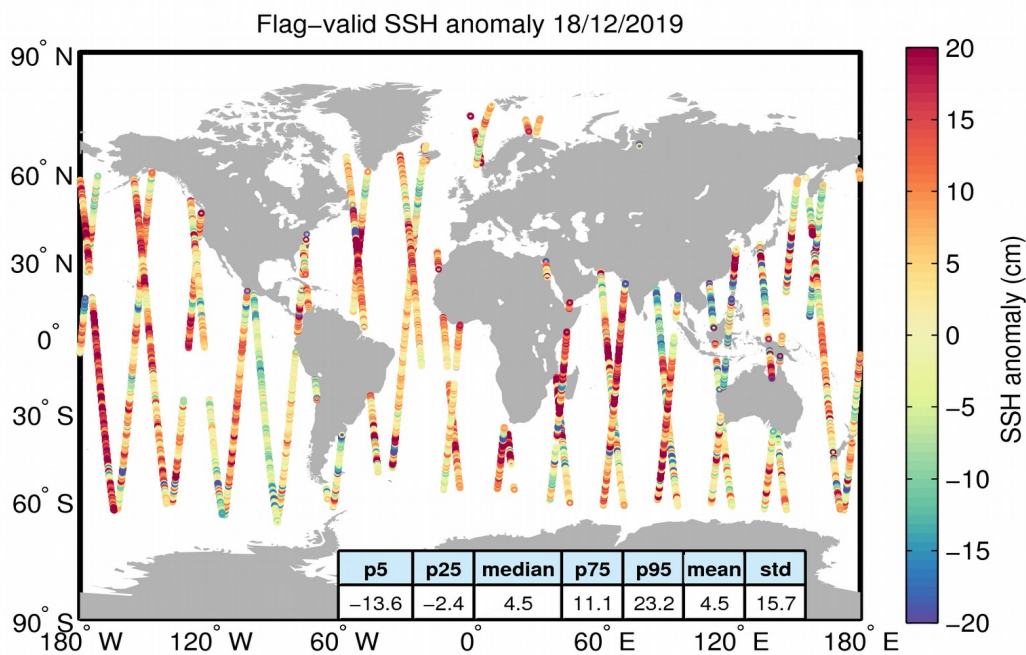 Flag−valid SSH anomaly 18/12/2019
90° N
60° N
30° N
0°
30° S
60° S
90° S
180° W
120° W
60° W
0°
60° E
120° E
180° E
p5 p25 median p75 p95 mean std
−13.6 −2.4 4.5 11.1 23.2 4.5 15.7
20
15
10
5
0
−5
−10
−15
−20
SSH anomaly (cm)